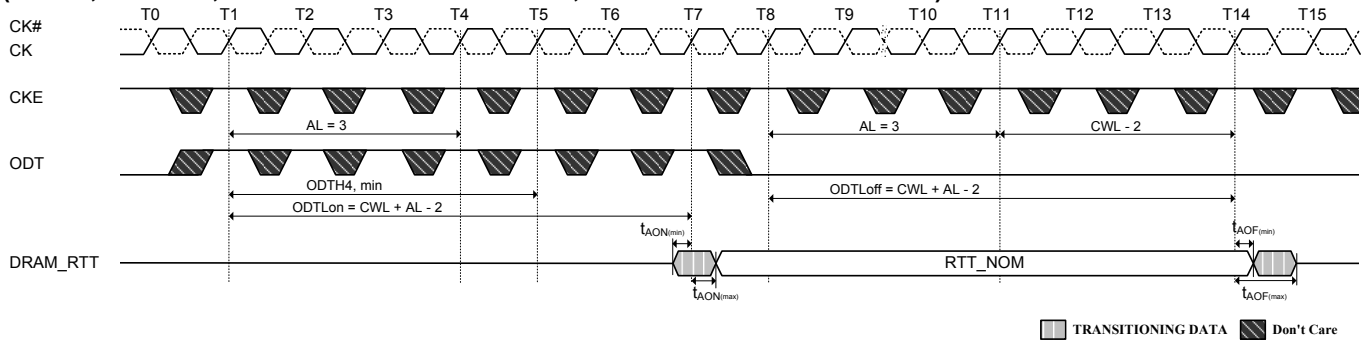 T0 T1 T2 T3 T4 T5 T6 T7 T8 T9 T10 T11 T12 T13 T14 T15
CK#
CK
CKE
AL = 3 AL = 3 CWL - 2
ODT
ODTH4, min
ODTLoff = CWL + AL - 2
ODTLon = CWL + AL - 2
tAON(min) tAOF(min)
DRAM_RTT RTT_NOM
tAON(max) tAOF(max)
TRANSITIONING DATA Don't Care